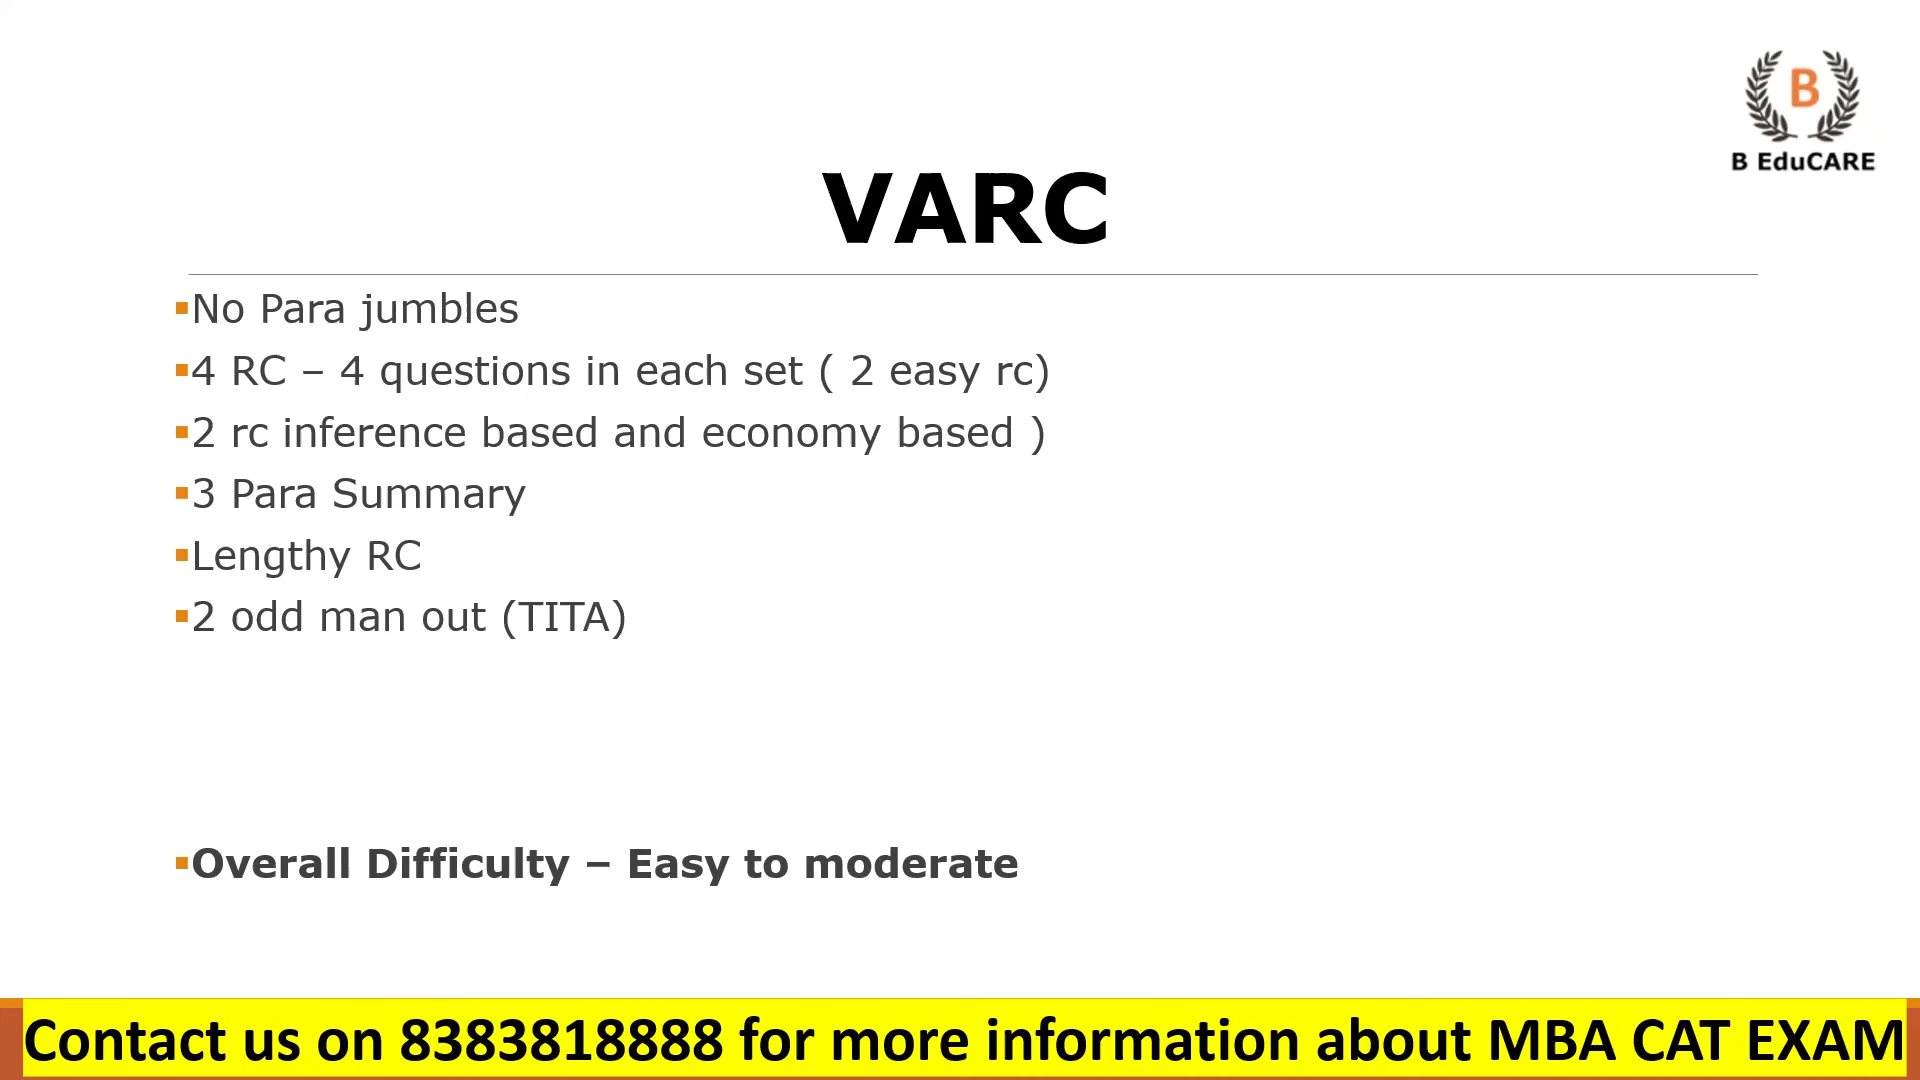 B
B EduCARE
VARC
▪No Para jumbles
▪4 RC – 4 questions in each set ( 2 easy rc)
▪2 rc inference based and economy based )
▪3 Para Summary
▪Lengthy RC
▪2 odd man out (TITA)
▪Overall Difficulty – Easy to moderate
Contact us on 8383818888 for more information about MBA CAT EXAM